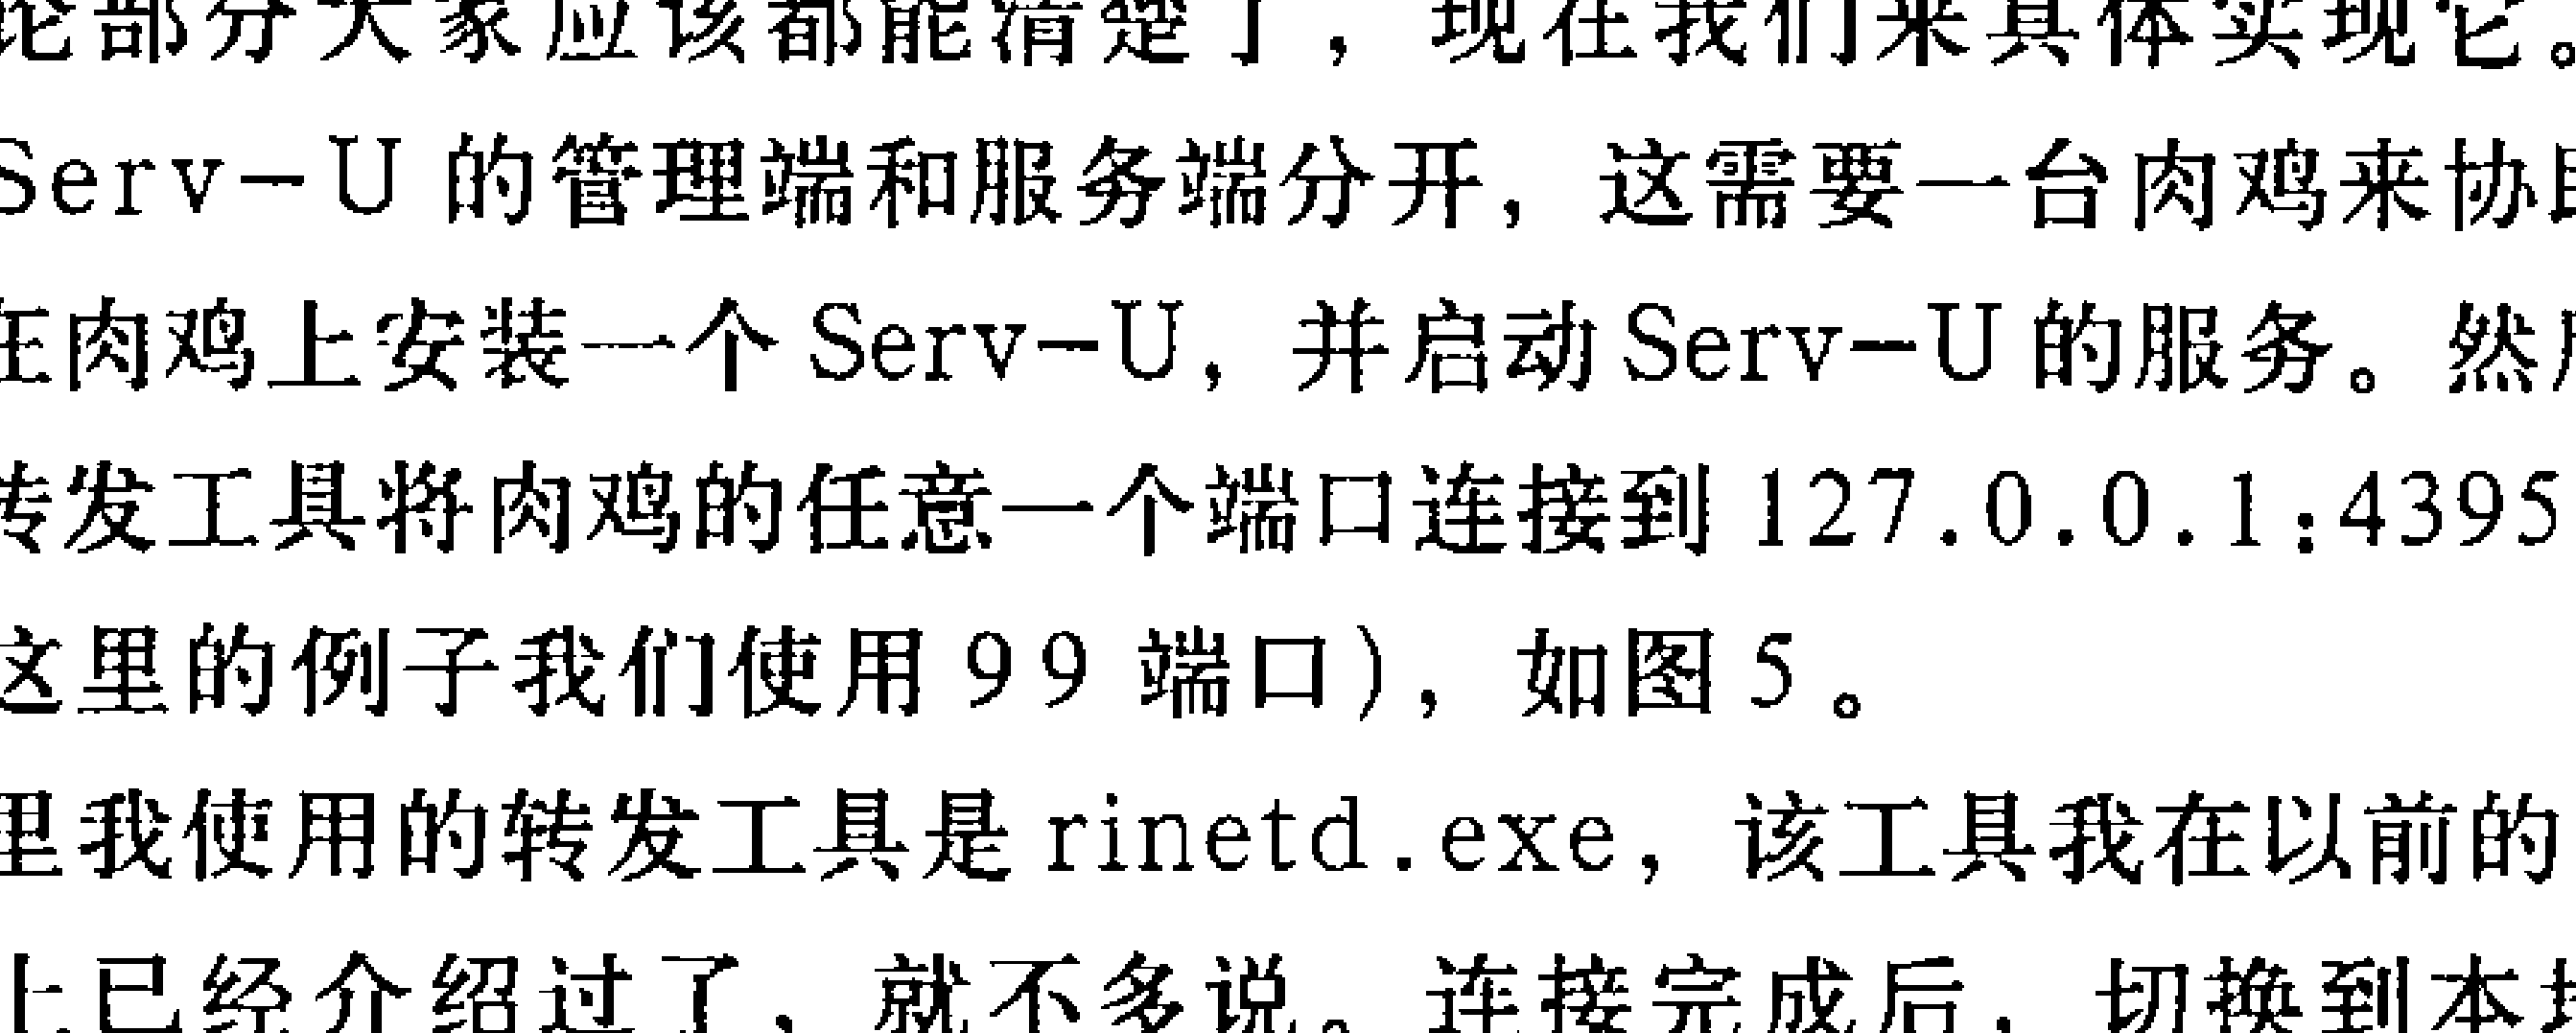 论部分大家应该都能清楚了，现在我们来具体实现它。
Serv-U 的管理端和服务端分开，这需要一台肉鸡来协
在肉鸡上安装一个 Serv-U，并启动 Serv-U 的服务。然
转发工具将肉鸡的任意一个端口连接到 127.0.0.1:4395
这里的例子我们使用 99 端口)，如图 5。
里我使用的转发工具是 rinetd.exe，该工具我在以前的
上已经介绍过了，就不多说。连接完成后，切换到本